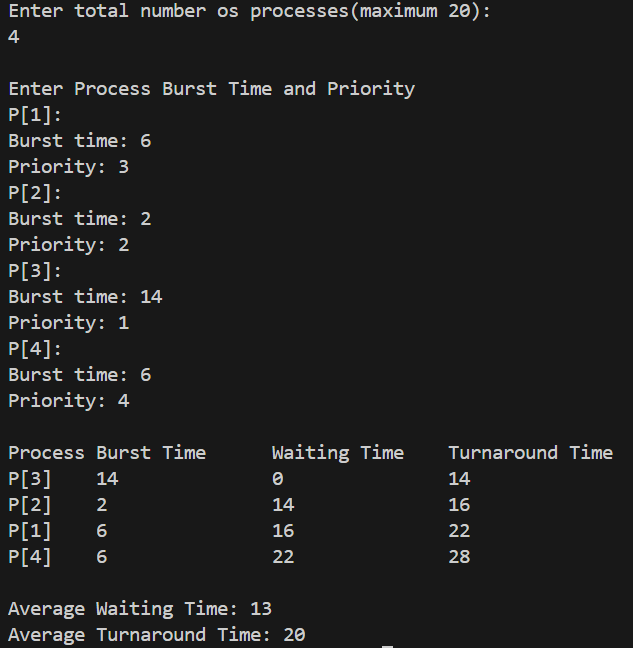 Enter total number os processes(maximum 20):
4
Enter Process Burst Time and Priority
P[1]:
Burst time: 6
Priority: 3
P[2]:
Burst time: 2
Priority: 2
P[3]:
Burst time: 14
Priority: 1
P[4]:
Burst time: 6
Priority: 4
Process Burst Time Waiting Time Turnaround Time
P[3] 14 0 14
P[2] 2 14 16
P[1] 6 16 22
P[4] 6 22 28
Average Waiting Time: 13
Average Turnaround Time: 20